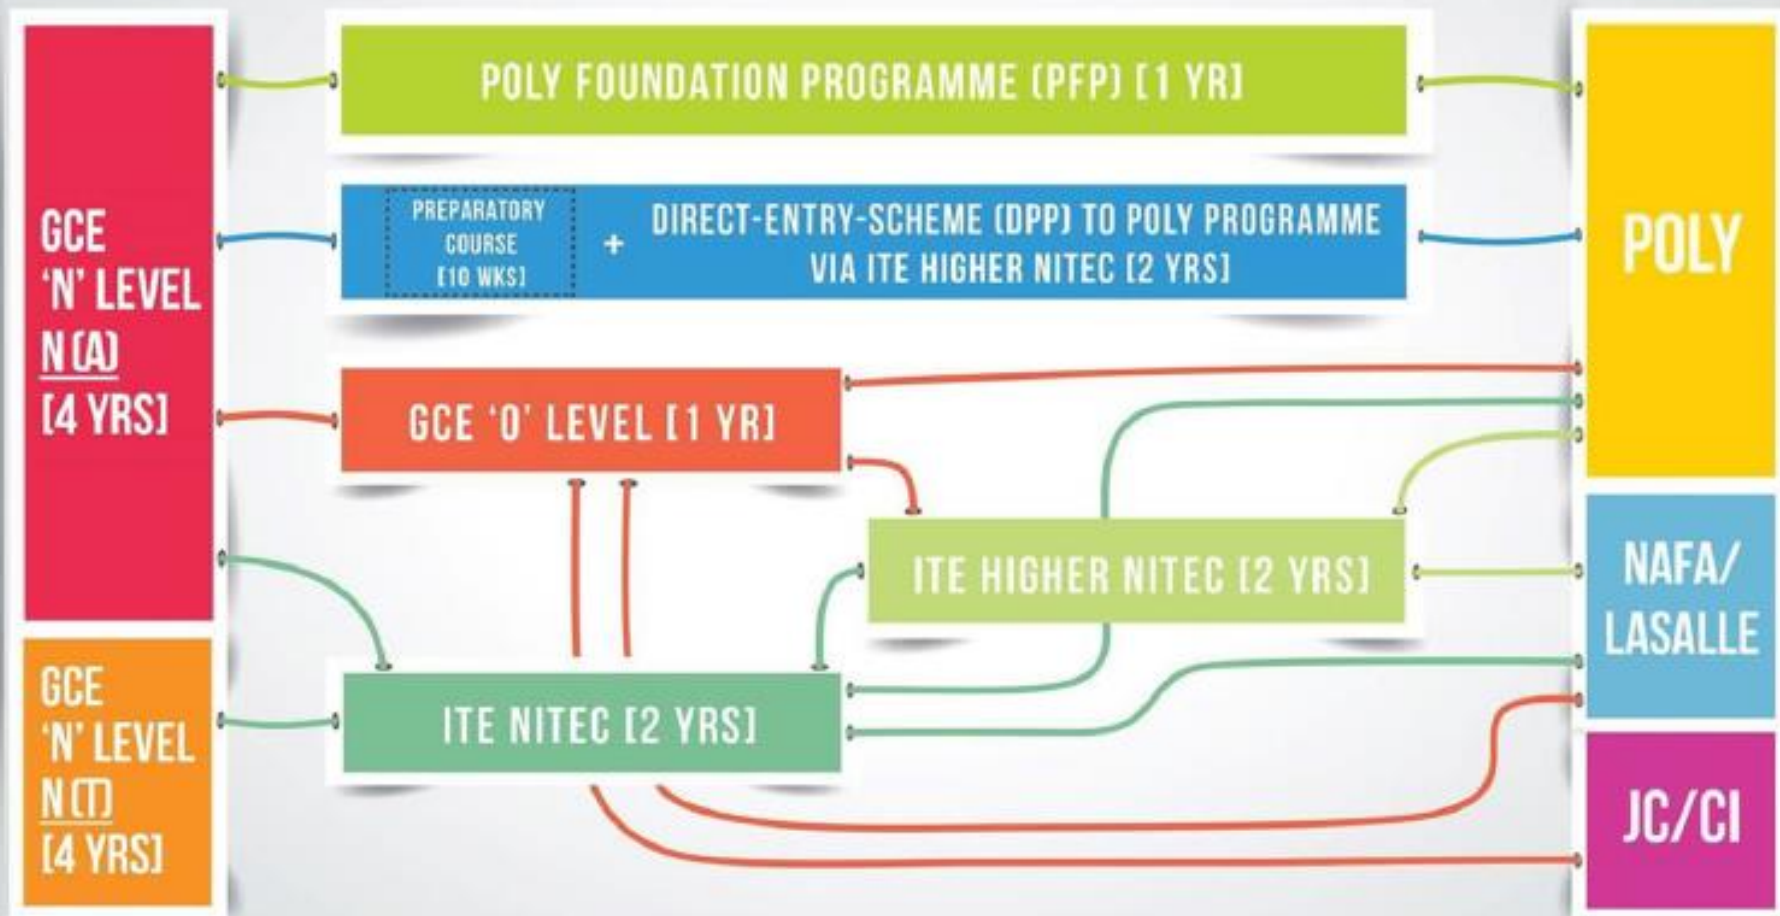 GCE
‘N’ LEVEL
N(A)
[4 YRS]
GCE
‘N’ LEVEL
N(T)
[4 YRS]
POLY FOUNDATION PROGRAMME (PFP) [1 YR]
PREPARATORY
COURSE
[10 WKS]
+
DIRECT-ENTRY-SCHEME (DPP) TO POLY PROGRAMME
VIA ITE HIGHER NITEC [2 YRS]
GCE ‘O’ LEVEL [1 YR]
ITE HIGHER NITEC [2 YRS]
ITE NITEC [2 YRS]
POLY
NAFA/
LASALLE
JC/CI